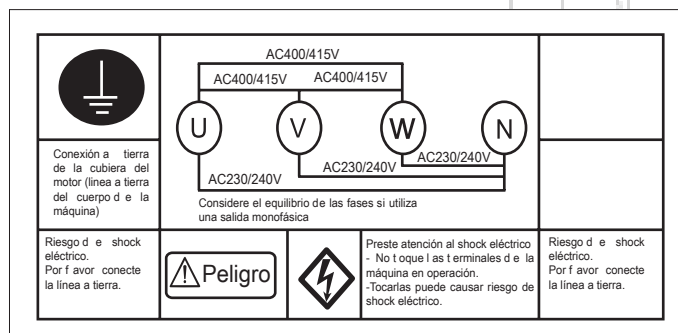 AC400/415V
AC400/415V AC400/415V
U V W N
AC230/240V
AC230/240V
AC230/240V
Considere el equilibrio de las fases si utiliza
una salida monofásica
Conexión a tierra
de la cubiera del
motor (linea a tierra
del cuerpo d e la
máquina)
Riesgo d e shock
eléctrico.
Por f avor conecte
la línea a tierra.
Peligro
Preste atención al shock eléctrico
- No t oque l as t erminales d e la
máquina en operación.
-Tocarlas puede causar riesgo de
shock eléctrico.
Riesgo d e shock
eléctrico.
Por f avor conecte
la línea a tierra.